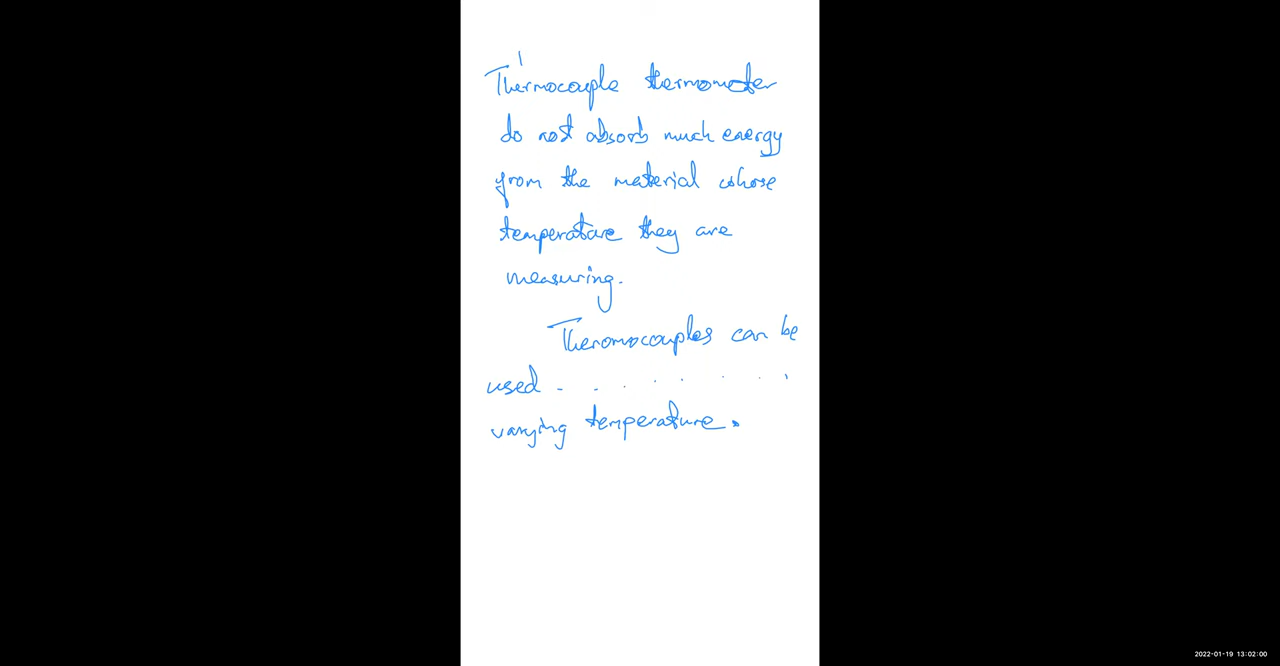 Thermocouple thermometer
do not absorb much energy
from the material whose
temperature they are
measuring.
Theromocouples can be
used - . . . . . . .
varying temperature.
2022-01-19 13:02:00